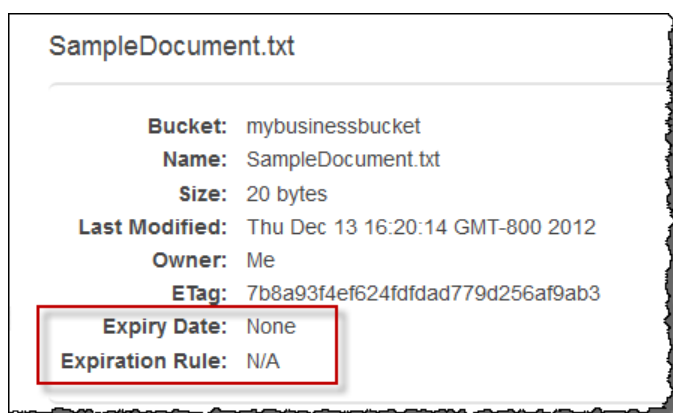 SampleDocument.txt
Bucket: mybusinessbucket
Name: SampleDocument.txt
Size: 20 bytes
Last Modified: Thu Dec 13 16:20:14 GMT-800 2012
Owner: Me
ETag: 7b8a93f4ef624fdfdad779d256af9ab3
Expiry Date: None
Expiration Rule: N/A